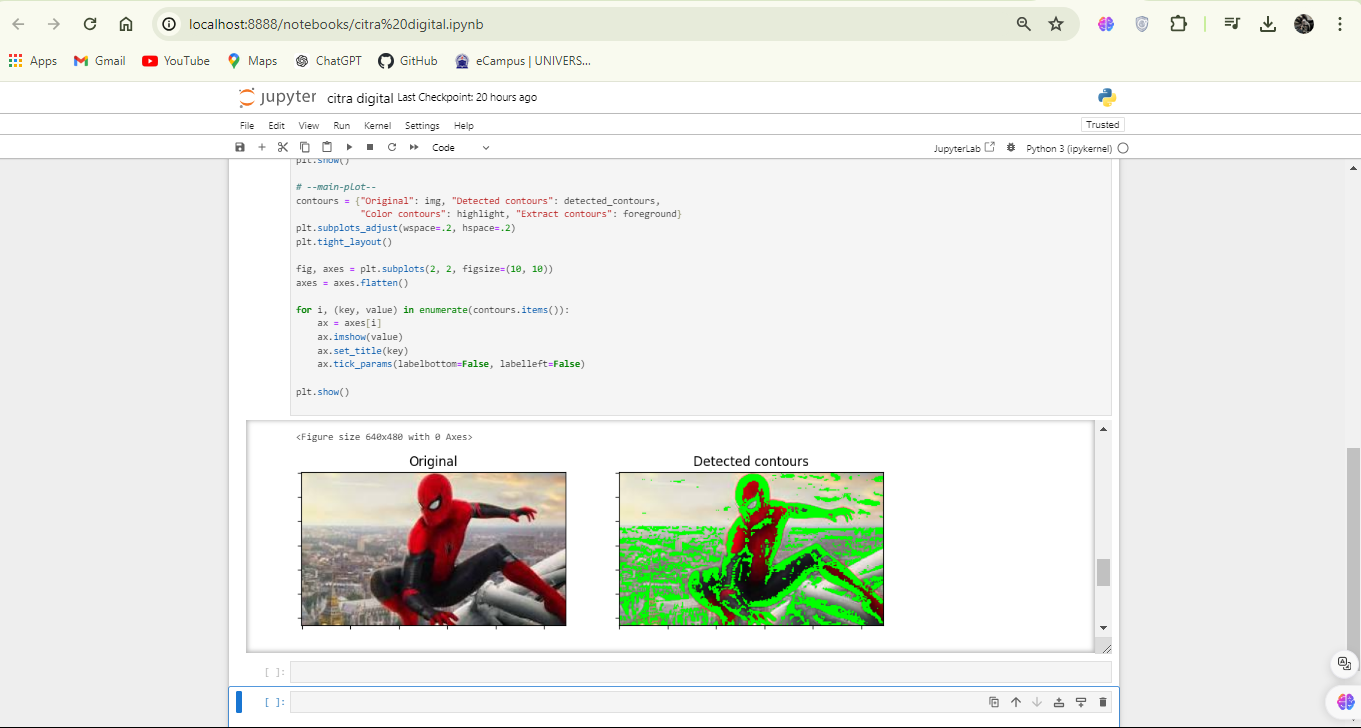 localhost:8888/notebooks/citra%20digital.ipynb
Apps Gmail YouTube Maps ChatGPT GitHub eCampus | UNIVERS...
jupyter citra digital Last Checkpoint: 20 hours ago
File Edit View Run Kernel Settings Help Trusted
Code JupyterLab Python 3 (ipykernel)
plt.show()
# --main-plot--
contours = {"Original": img, "Detected contours": detected_contours,
"Color contours": highlight, "Extract contours": foreground}
plt.subplots_adjust(wspace=.2, hspace=.2)
plt.tight_layout()
fig, axes = plt.subplots(2, 2, figsize=(10, 10))
axes = axes.flatten()
for i, (key, value) in enumerate(contours.items()):
ax = axes[i]
ax.imshow(value)
ax.set_title(key)
ax.tick_params(labelbottom=False, labelleft=False)
plt.show()
<Figure size 640x480 with 0 Axes>
Original Detected contours
[ ]:
[ ]: